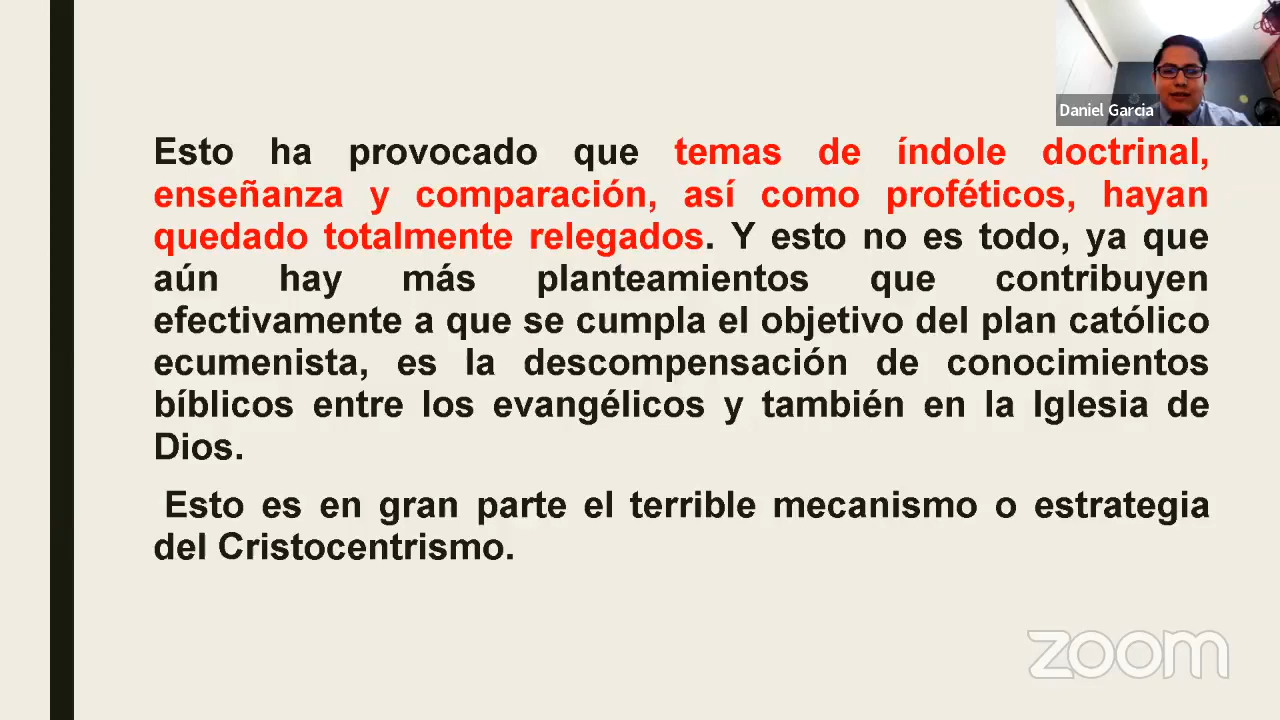 Daniel Garcia
Esto ha provocado que temas de índole doctrinal,
enseñanza y comparación, así como proféticos, hayan
quedado totalmente relegados. Y esto no es todo, ya que
aún hay más planteamientos que contribuyen
efectivamente a que se cumpla el objetivo del plan católico
ecumenista, es la descompensación de conocimientos
bíblicos entre los evangélicos y también en la Iglesia de
Dios.
Esto es en gran parte el terrible mecanismo o estrategia
del Cristocentrismo.
zoom